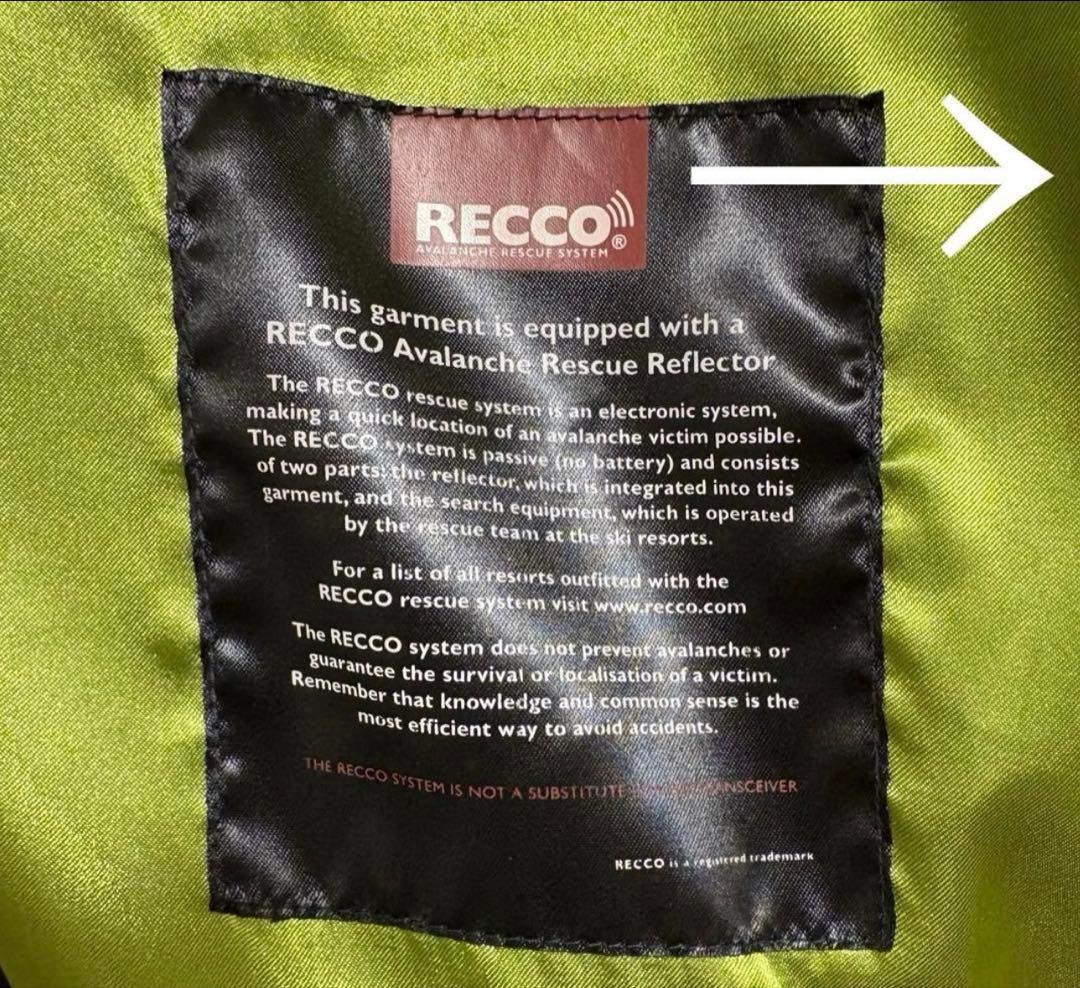 RECCO®
AVALANCHE RESCUE SYSTEM
This garment is equipped with a
RECCO Avalanche Rescue Reflector
The RECCO rescue system is an electronic system,
making a quick location of an avalanche victim possible.
The RECCO system is passive (no battery) and consists
of two parts: the reflector, which is integrated into this
garment, and the search equipment, which is operated
by the rescue team at the ski resorts.
For a list of all resorts outfitted with the
RECCO rescue system visit www.recco.com
The RECCO system does not prevent avalanches or
guarantee the survival or localisation of a victim.
Remember that knowledge and common sense is the
most efficient way to avoid accidents.
THE RECCO SYSTEM IS NOT A SUBSTITUTE TRANSCEIVER
RECCO is a registered trademark